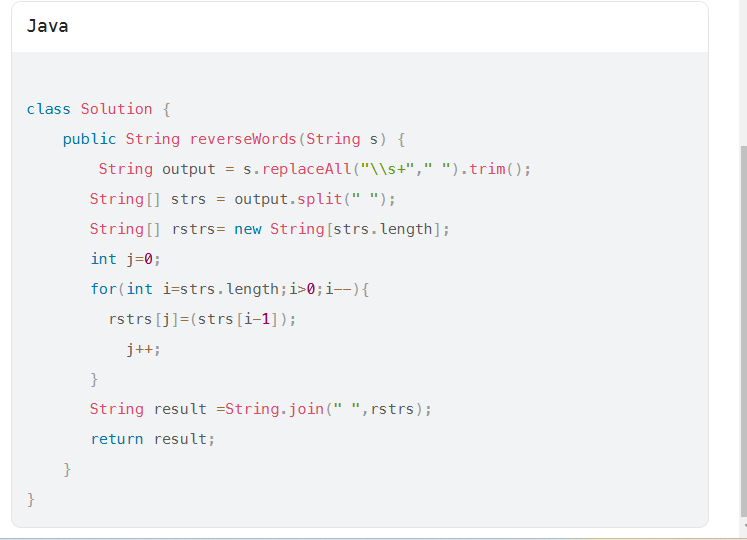 Java
class Solution {
    public String reverseWords(String s) {
        String output = s.replaceAll("\\s+"," ").trim();
       String[] strs = output.split(" ");
       String[] rstrs= new String[strs.length];
       int j=0;
       for(int i=strs.length;i>0;i--){
         rstrs[j]=(strs[i-1]);
           j++;
       }
       String result =String.join(" ",rstrs);
       return result;
    }
}